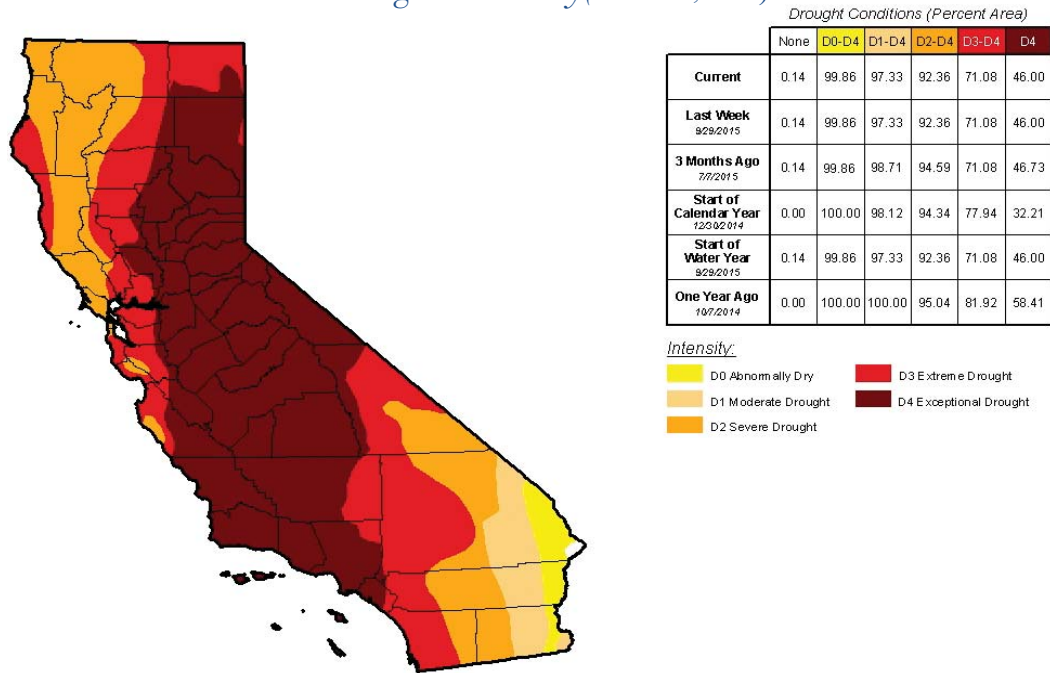 Drought Conditions (Percent Area)
None D0-D4 D1-D4 D2-D4 D3-D4 D4
Current 0.14 99.86 97.33 92.36 71.08 46.00
Last Week
9/29/2015 0.14 99.86 97.33 92.36 71.08 46.00
3 Months Ago
7/7/2015 0.14 99.86 98.71 94.59 71.08 46.73
Start of
Calendar Year
12/30/2014 0.00 100.00 98.12 94.34 77.94 32.21
Start of
Water Year
9/29/2015 0.14 99.86 97.33 92.36 71.08 46.00
One Year Ago
10/7/2014 0.00 100.00 100.00 95.04 81.92 58.41
Intensity:
D0 Abnormally Dry
D1 Moderate Drought
D2 Severe Drought
D3 Extreme Drought
D4 Exceptional Drought